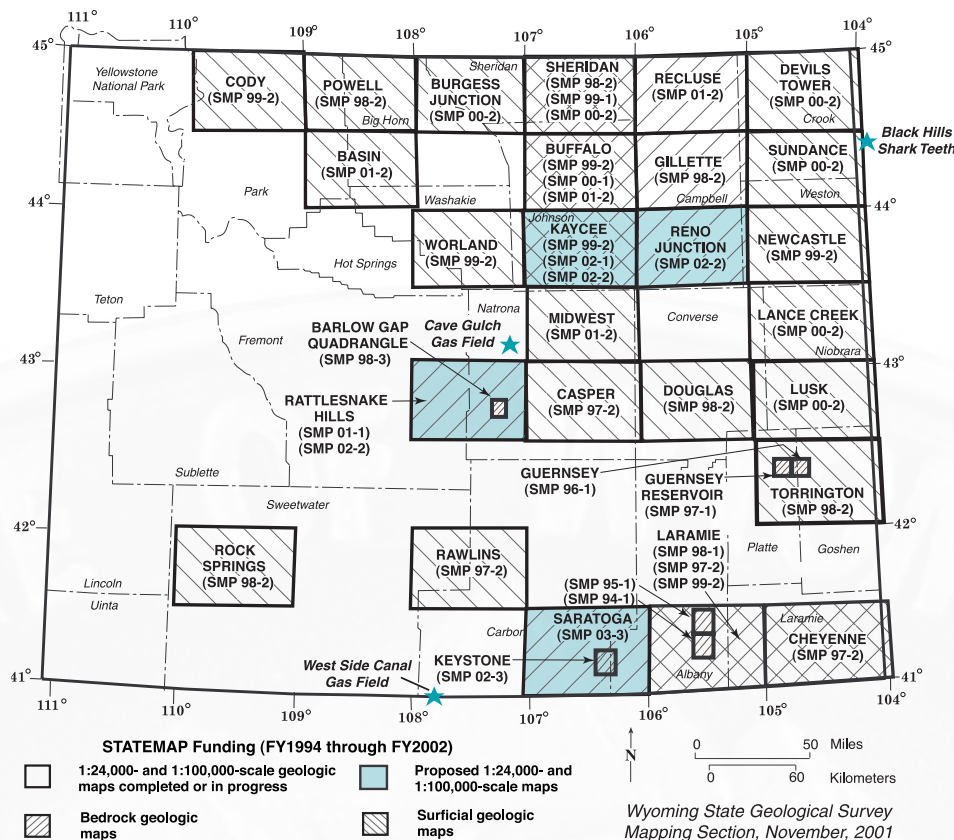 111°
110°
108°
107°
106°
105°
104°
45°
45°
Yellowstone
National Park
CODY
(SMP 99-2)
POWELL
(SMP 98-2)
Big Horn
Sheridan
BURGESS
JUNCTION
(SMP 00-2)
SHERIDAN
(SMP 98-2)
(SMP 99-1)
(SMP 00-2)
RECLUSE
(SMP 01-2)
DEVILS
TOWER
(SMP 00-2)
Crook
Black Hills
Shark Teeth
BASIN
(SMP 01-2)
BUFFALO
(SMP 99-2)
(SMP 00-1)
(SMP 01-2)
GILLETTE
(SMP 98-2)
Campbell
SUNDANCE
(SMP 00-2)
Weston
Park
Washakie
44°
44°
WORLAND
(SMP 99-2)
Johnson
KAYCEE
(SMP 99-2)
(SMP 02-1)
(SMP 02-2)
RENO
JUNCTION
(SMP 02-2)
NEWCASTLE
(SMP 99-2)
Hot Springs
Teton
Natrona
Fremont
BARLOW GAP
QUADRANGLE
(SMP 98-3)
Cave Gulch
Gas Field
MIDWEST
(SMP 01-2)
Converse
LANCE CREEK
(SMP 00-2)
Niobrara
43°
43°
RATTLESNAKE
HILLS
(SMP 01-1)
(SMP 02-2)
CASPER
(SMP 97-2)
DOUGLAS
(SMP 98-2)
LUSK
(SMP 00-2)
Sublette
GUERNSEY
(SMP 96-1)
GUERNSEY
RESERVOIR
(SMP 97-1)
TORRINGTON
(SMP 98-2)
Sweetwater
42°
42°
ROCK
SPRINGS
(SMP 98-2)
RAWLINS
(SMP 97-2)
LARAMIE
(SMP 98-1)
(SMP 97-2)
(SMP 99-2)
Platte
Goshen
Lincoln
Uinta
(SMP 95-1)
(SMP 94-1)
Carbon
SARATOGA
(SMP 03-3)
KEYSTONE
(SMP 02-3)
Albany
Laramie
CHEYENNE
(SMP 97-2)
West Side Canal
Gas Field
41°
41°
111°
110°
109°
108°
107°
106°
105°
104°
STATEMAP Funding (FY1994 through FY2002)
1:24,000- and 1:100,000-scale geologic
maps completed or in progress
Proposed 1:24,000- and
1:100,000-scale maps
Bedrock geologic
maps
Surficial geologic
maps
N
0 50 Miles
0 60 Kilometers
Wyoming State Geological Survey
Mapping Section, November, 2001